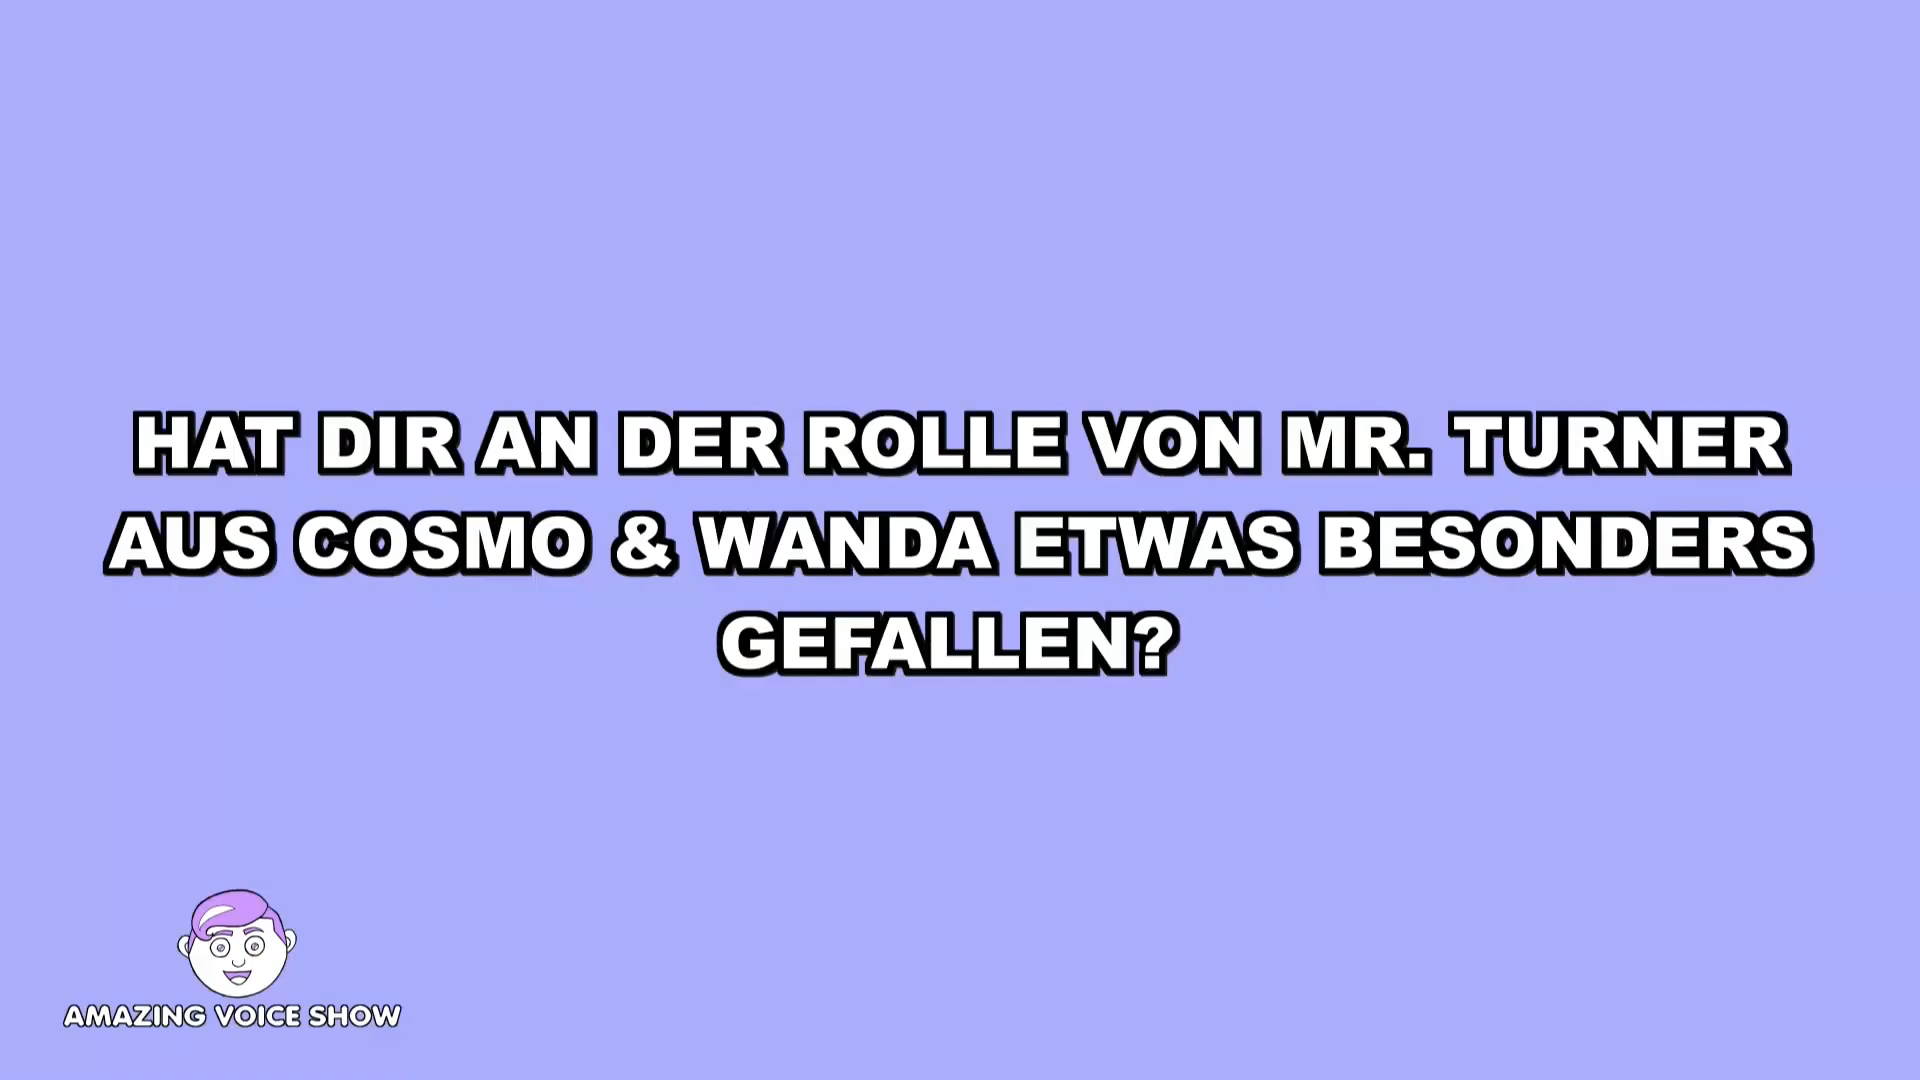 HAT DIR AN DER ROLLE VON MR. TURNER
AUS COSMO & WANDA ETWAS BESONDERS
GEFALLEN?
AMAZING VOICE SHOW